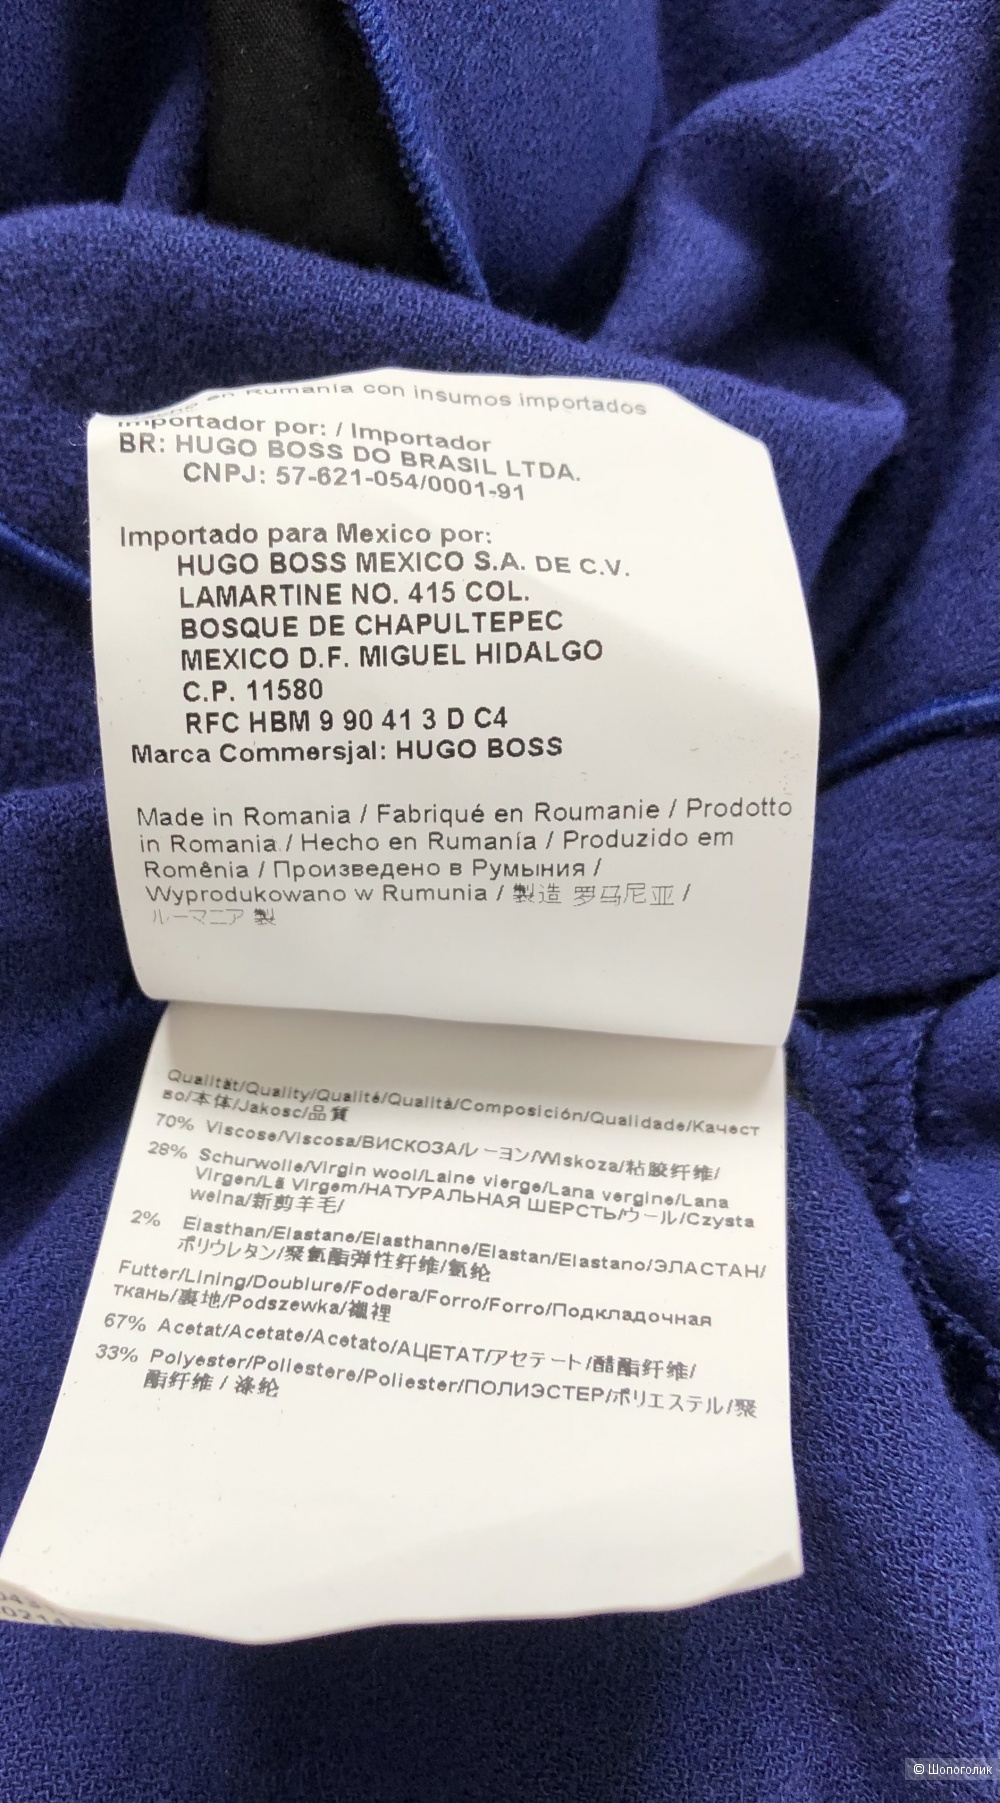 en Rumanía con insumos importados
Importador por: / Importador
BR: HUGO BOSS DO BRASIL LTDA.
CNPJ: 57-621-054/0001-91
Importado para Mexico por:
HUGO BOSS MEXICO S.A. DE C.V.
LAMARTINE NO. 415 COL.
BOSQUE DE CHAPULTEPEC
MEXICO D.F. MIGUEL HIDALGO
C.P. 11580
RFC HBM 9 90 41 3 D C4
Marca Commersjal: HUGO BOSS
Made in Romania / Fabriqué en Roumanie / Prodotto
in Romania / Hecho en Rumanía / Produzido em
Romênia / Произведено в Румыния /
Wyprodukowano w Rumunia / 製造 罗马尼亚 /
ルーマニア 製
Qualität/Quality/Qualité/Qualità/Composición/Qualidade/Качест
во/本体/Jakosc/品質
70% Viscose/Viscosa/ВИСКОЗА/レーヨン/Wiskoza/粘胶纤维/
28% Schurwolle/Virgin wool/Laine vierge/Lana vergine/Lana
Virgen/Lã Virgem/НАТУРАЛЬНАЯ ШЕРСТЬ/ウール/Czysta
welna/新剪羊毛/
2% Elasthan/Elastane/Elasthanne/Elastan/Elastano/ЭЛАСТАН/
ポリウレタン/聚氨酯弹性纤维/氨纶
Futter/Lining/Doublure/Fodera/Forro/Forro/Подкладочная
ткань/裏地/Podszewka/襯裡
67% Acetat/Acetate/Acetato/АЦЕТАТ/アセテート/醋酯纤维/
33% Polyester/Poliestere/Poliester/ПОЛИЭСТЕР/ポリエステル/聚
酯纤维 / 涤纶
© Шопоголик